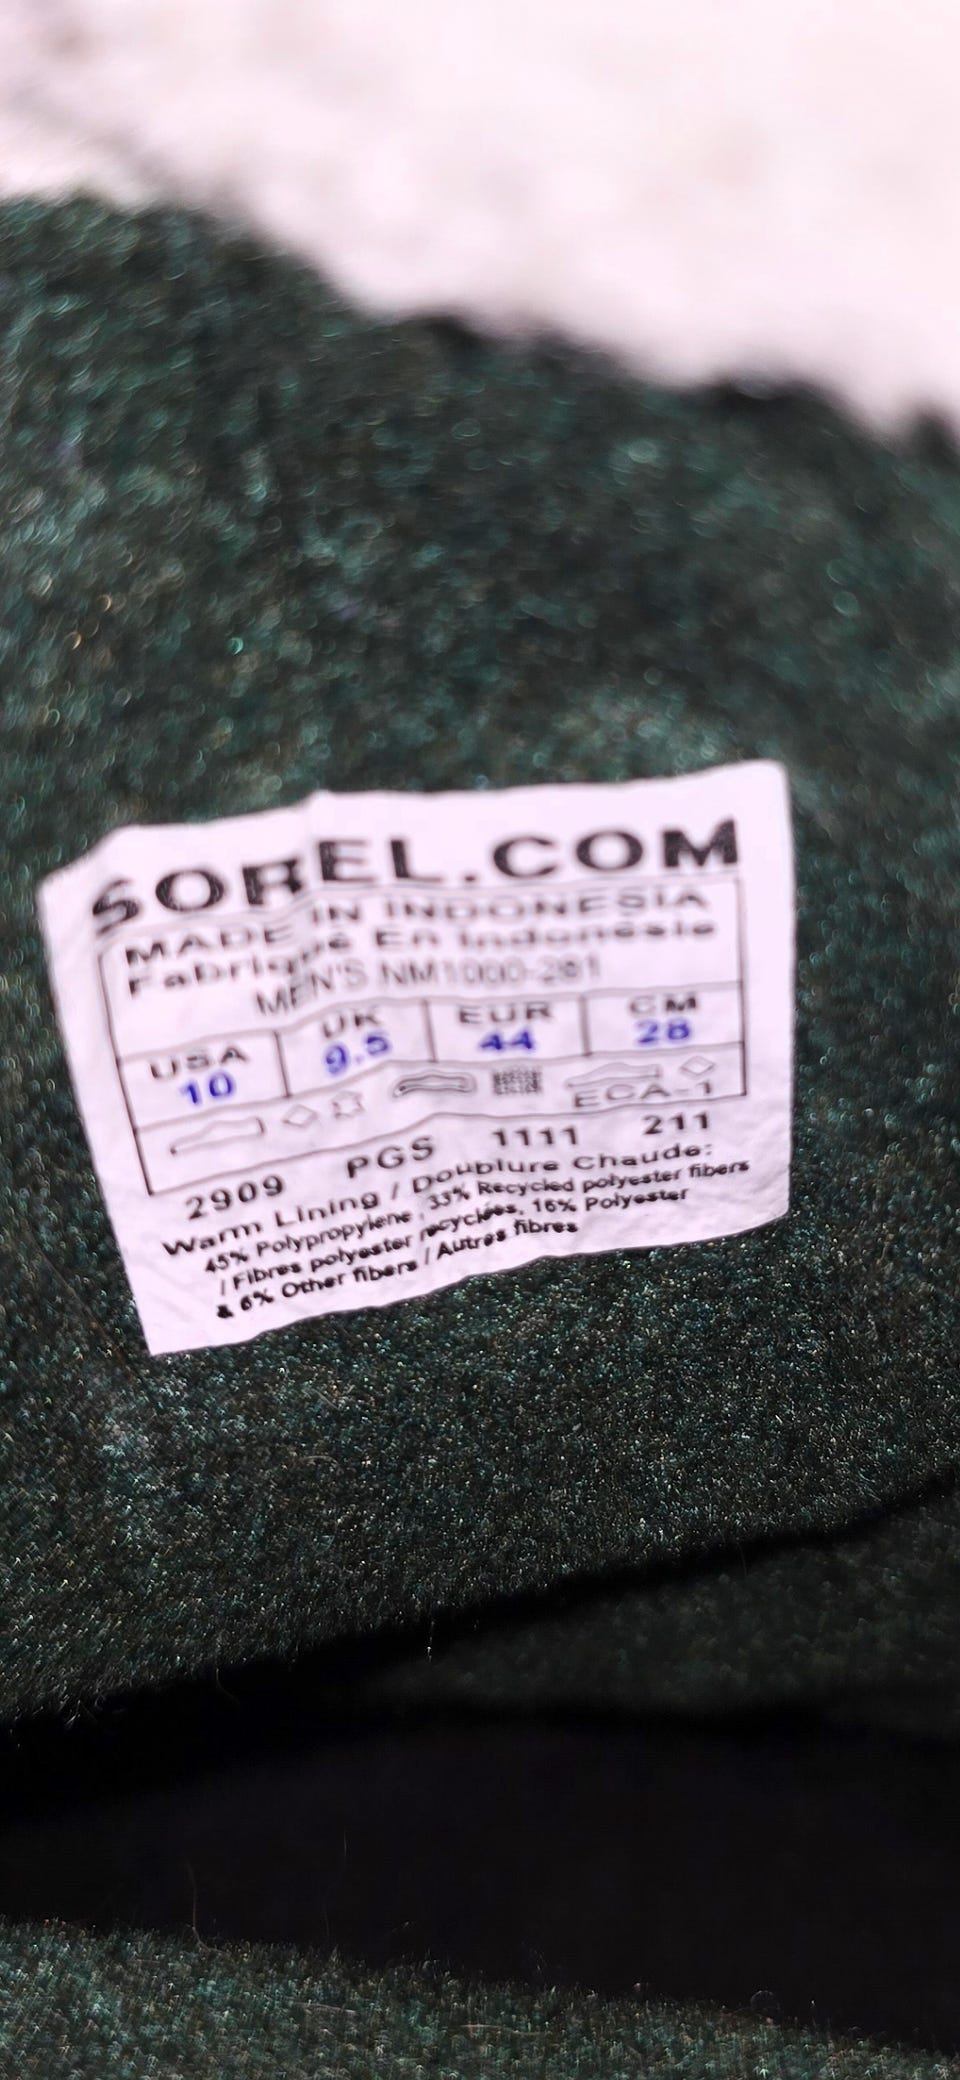 SOREL.COM
MADE IN INDONESIA
Fabriqué En Indonésie
MEN'S NM1000-281
USA UK EUR CM
10 9.5 44 28
ECA-1
2909 PGS 1111 211
Warm Lining / Doublure Chaude:
45% Polypropylene, 33% Recycled polyester fibers
/ Fibres polyester recyclées, 16% Polyester
& 6% Other fibers / Autres fibres